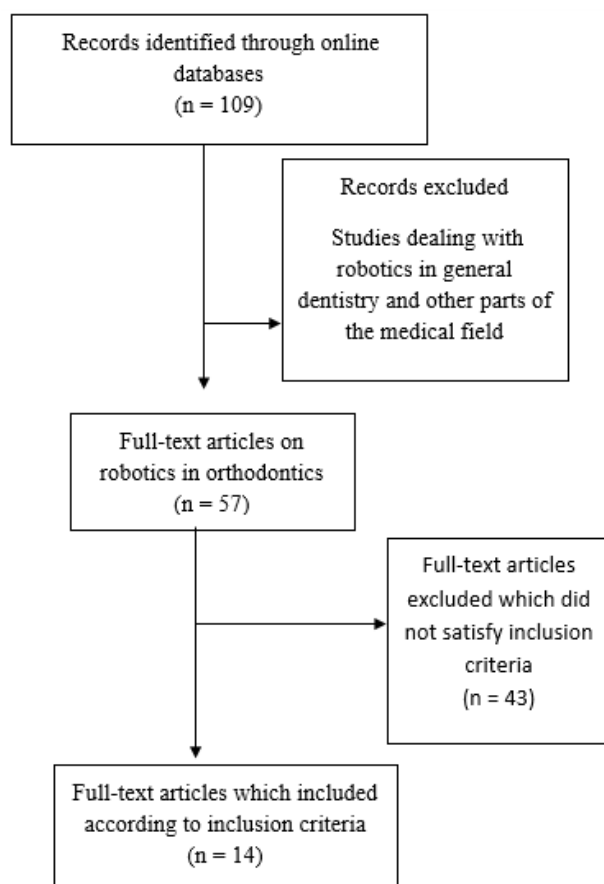 Records identified through online
databases
(n = 109)
Records excluded
Studies dealing with
robotics in general
dentistry and other parts of
the medical field
Full-text articles on
robotics in orthodontics
(n = 57)
Full-text articles
excluded which did
not satisfy inclusion
criteria
(n = 43)
Full-text articles which included
according to inclusion criteria
(n = 14)